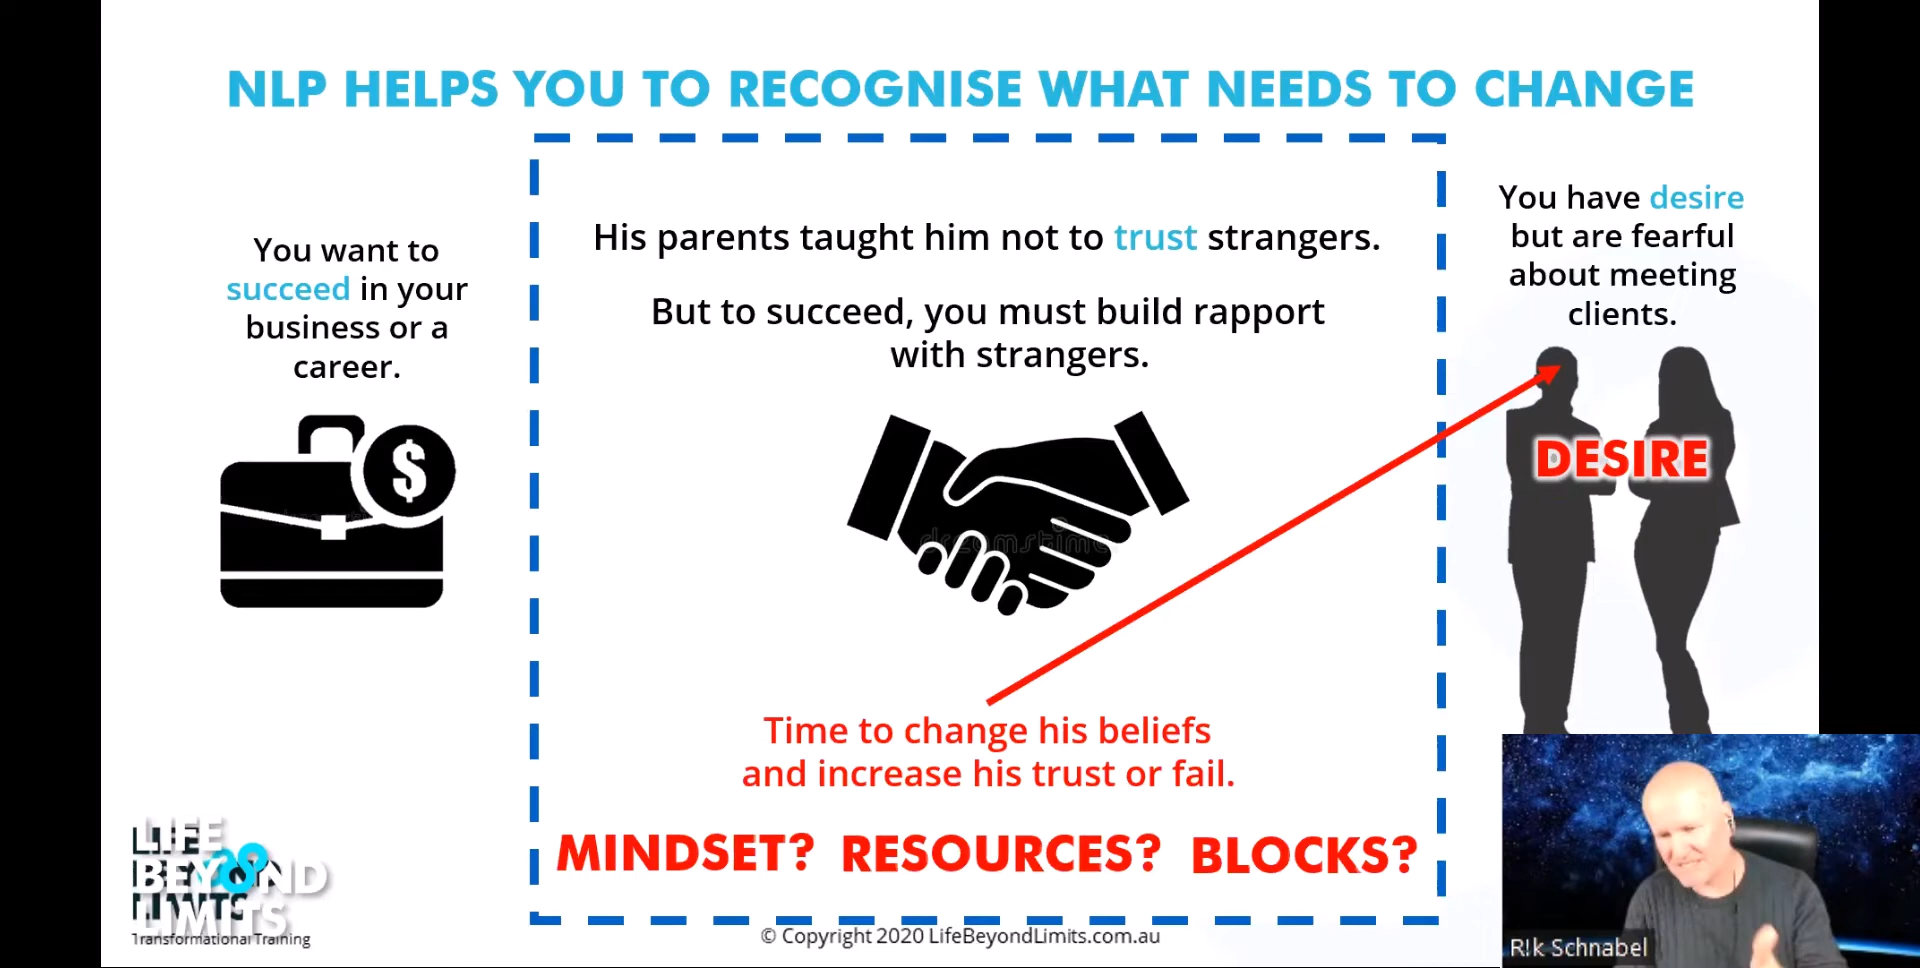 NLP HELPS YOU TO RECOGNISE WHAT NEEDS TO CHANGE
You want to
succeed in your
business or a
career.
$
His parents taught him not to trust strangers.
But to succeed, you must build rapport
with strangers.
dreamstime
Time to change his beliefs
and increase his trust or fail.
MINDSET? RESOURCES? BLOCKS?
You have desire
but are fearful
about meeting
clients.
DESIRE
LIFE
BEYOND
LIMITS
Transformational Training
© Copyright 2020 LifeBeyondLimits.com.au
R!k Schnabel